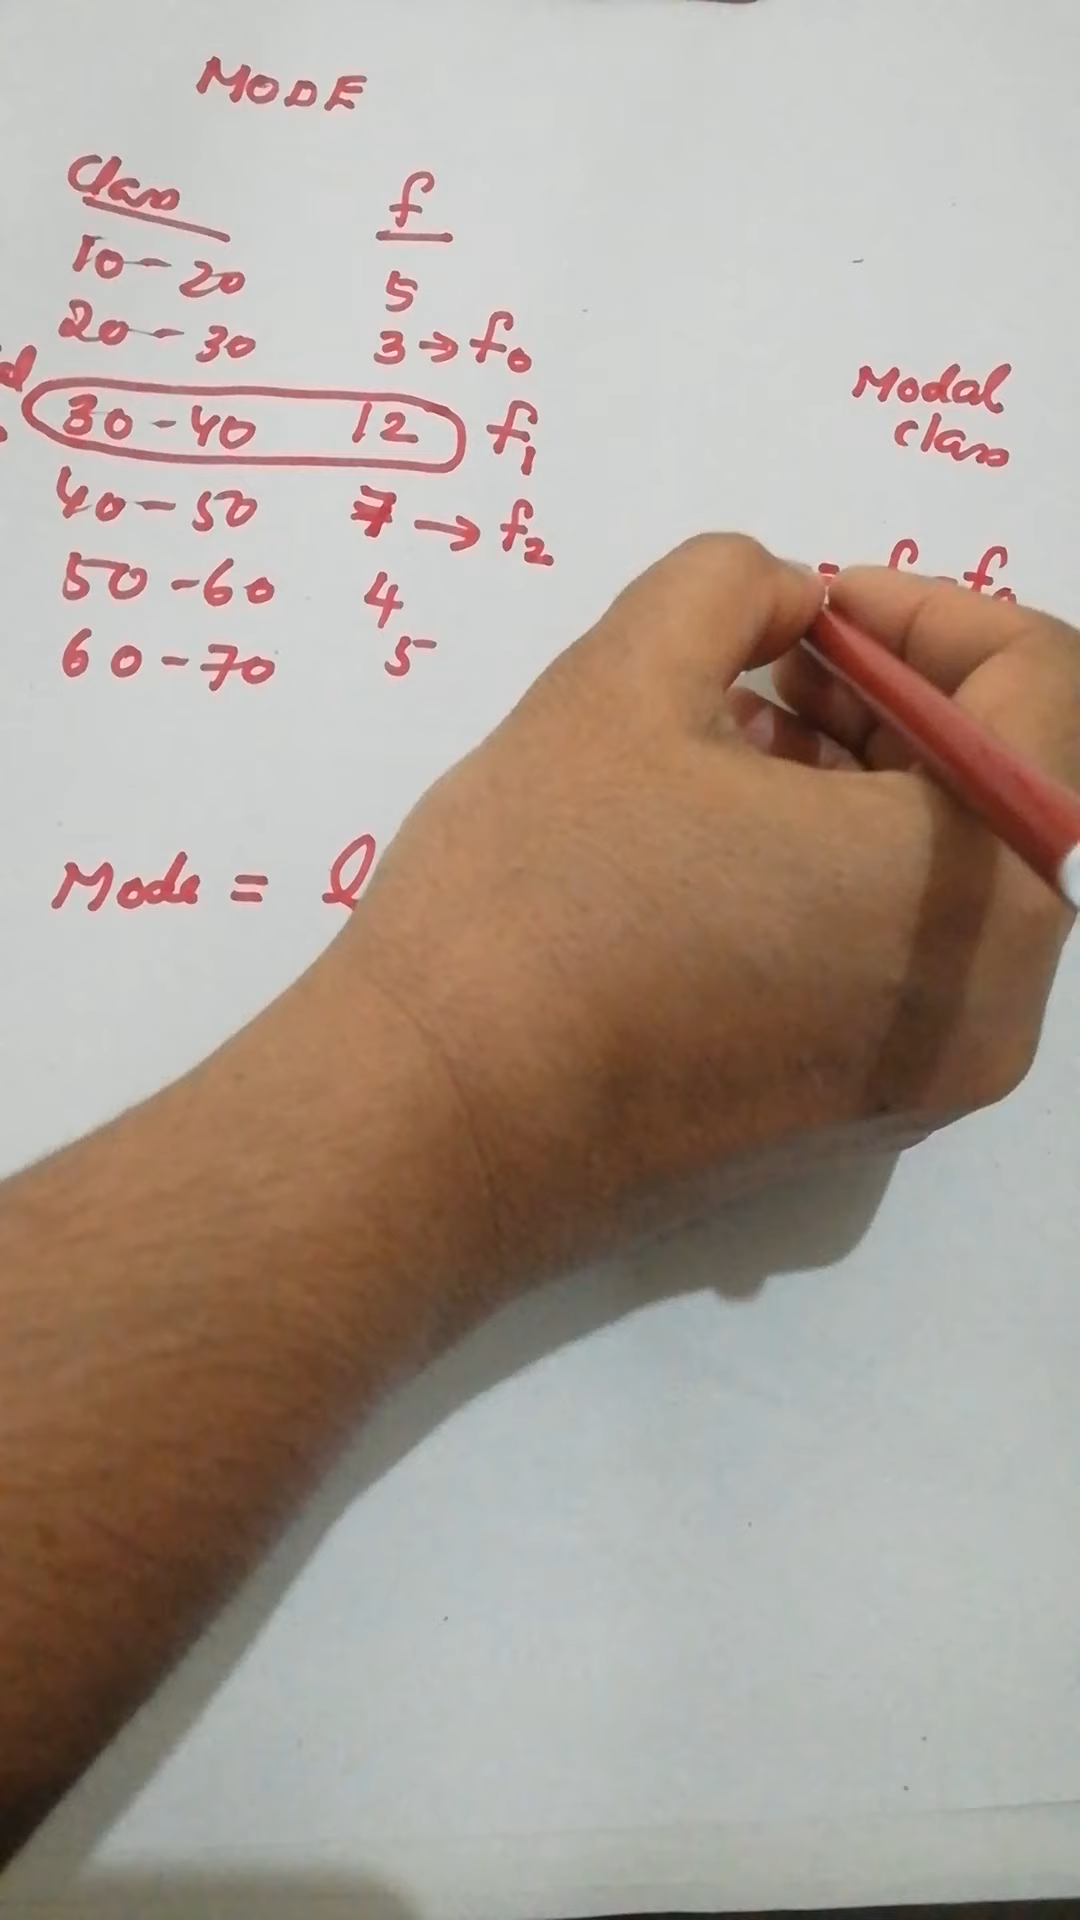 MODE
Class f
10-20 5
20-30 3 → f₀
30-40 12 f₁
40-50 7 → f₂
50-60 4
60-70 5
Modal
class
= f - f₀
Mode = l